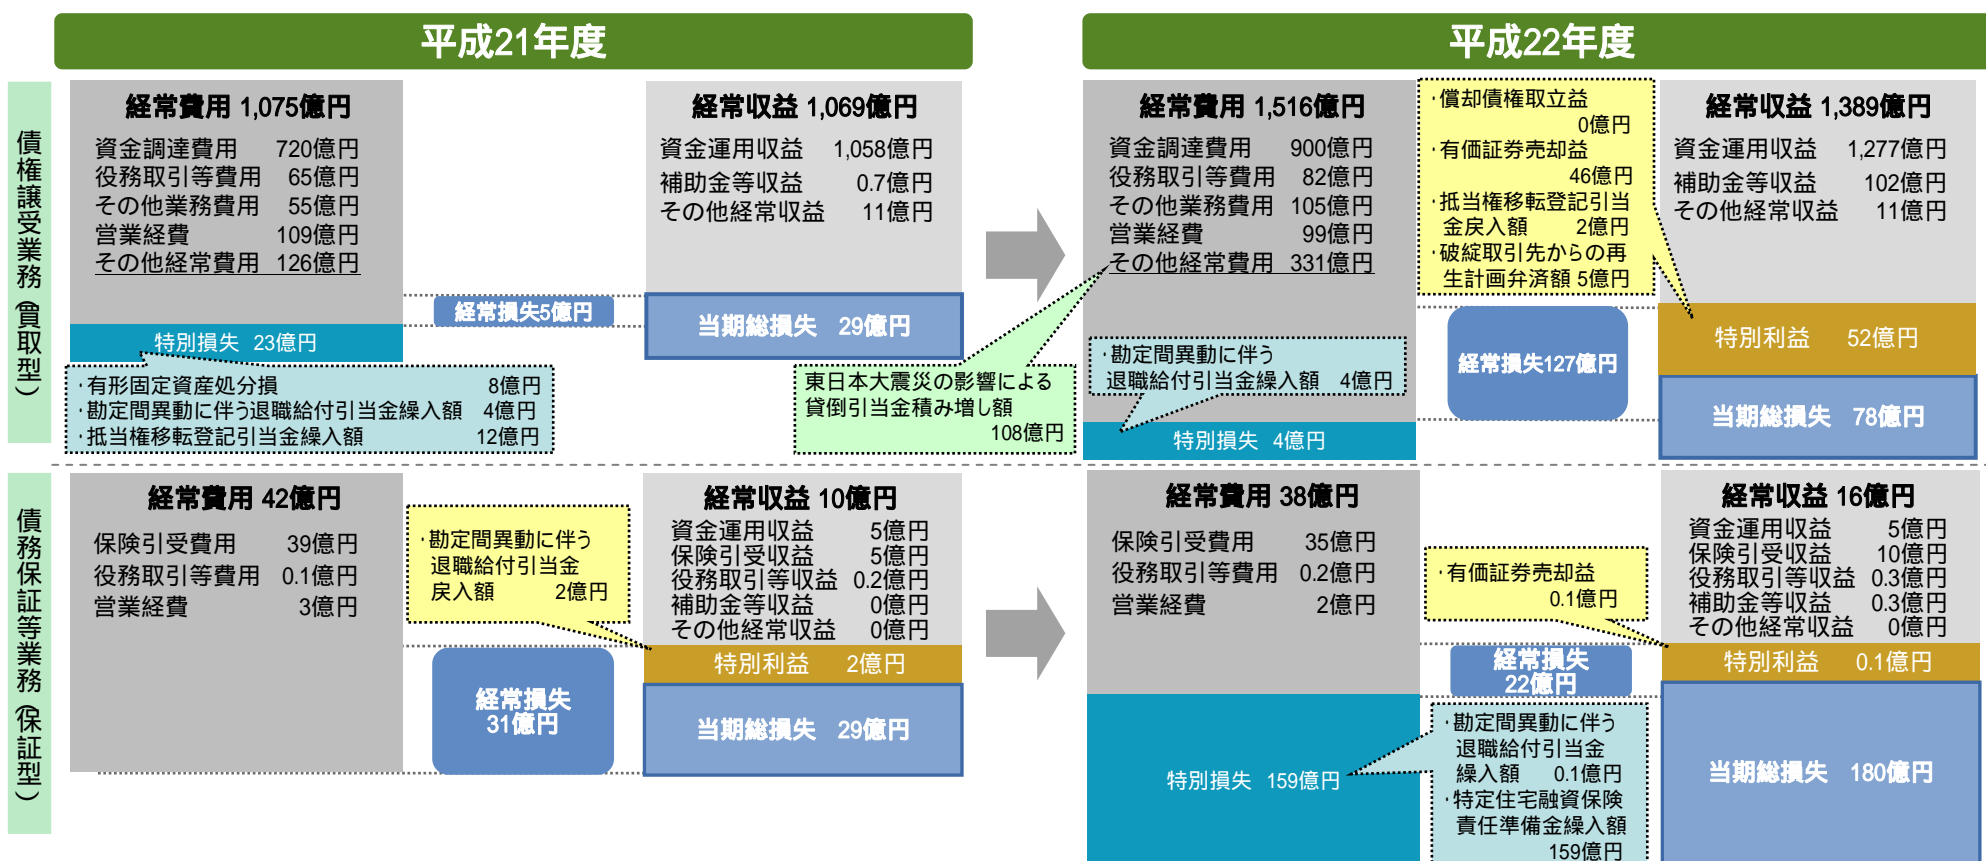 平成21年度
平成22年度
債権譲受業務(買取型)
経常費用 1,075億円
資金調達費用 720億円
役務取引等費用 65億円
その他業務費用 55億円
営業経費 109億円
その他経常費用 126億円
特別損失 23億円
・有形固定資産処分損 8億円
・勘定間異動に伴う退職給付引当金繰入額 4億円
・抵当権移転登記引当金繰入額 12億円
経常損失5億円
経常収益 1,069億円
資金運用収益 1,058億円
補助金等収益 0.7億円
その他経常収益 11億円
当期総損失 29億円
経常費用 1,516億円
資金調達費用 900億円
役務取引等費用 82億円
その他業務費用 105億円
営業経費 99億円
その他経常費用 331億円
東日本大震災の影響による
貸倒引当金積み増し額
108億円
・勘定間異動に伴う
退職給付引当金繰入額 4億円
特別損失 4億円
・償却債権取立益
0億円
・有価証券売却益
46億円
・抵当権移転登記引当
金戻入額 2億円
・破綻取引先からの再
生計画弁済額 5億円
経常損失127億円
経常収益 1,389億円
資金運用収益 1,277億円
補助金等収益 102億円
その他経常収益 11億円
特別利益 52億円
当期総損失 78億円
債務保証等業務(保証型)
経常費用 42億円
保険引受費用 39億円
役務取引等費用 0.1億円
営業経費 3億円
・勘定間異動に伴う
退職給付引当金
戻入額 2億円
経常損失
31億円
経常収益 10億円
資金運用収益 5億円
保険引受収益 5億円
役務取引等収益 0.2億円
補助金等収益 0億円
その他経常収益 0億円
特別利益 2億円
当期総損失 29億円
経常費用 38億円
保険引受費用 35億円
役務取引等費用 0.2億円
営業経費 2億円
特別損失 159億円
・有価証券売却益
0.1億円
経常損失
22億円
・勘定間異動に伴う
退職給付引当金
繰入額 0.1億円
・特定住宅融資保険
責任準備金繰入額
159億円
経常収益 16億円
資金運用収益 5億円
保険引受収益 10億円
役務取引等収益 0.3億円
補助金等収益 0.3億円
その他経常収益 0億円
特別利益 0.1億円
当期総損失 180億円